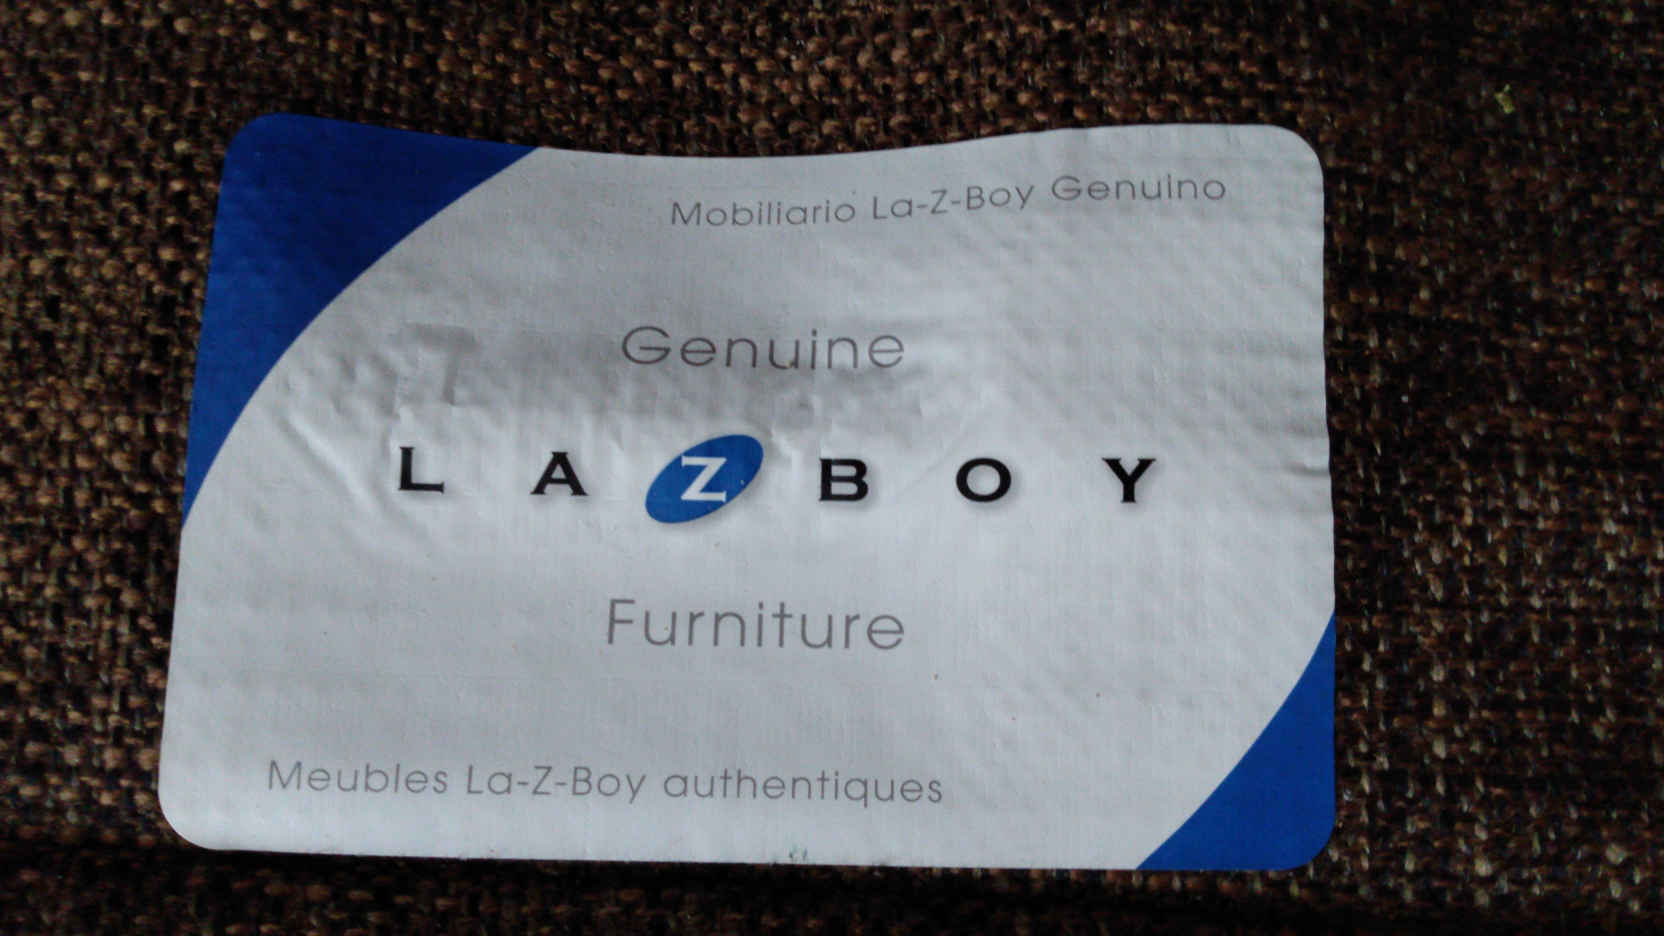 Mobiliario La-Z-Boy Genuino
Genuine
LAZBOY
Furniture
Meubles La-Z-Boy authentiques